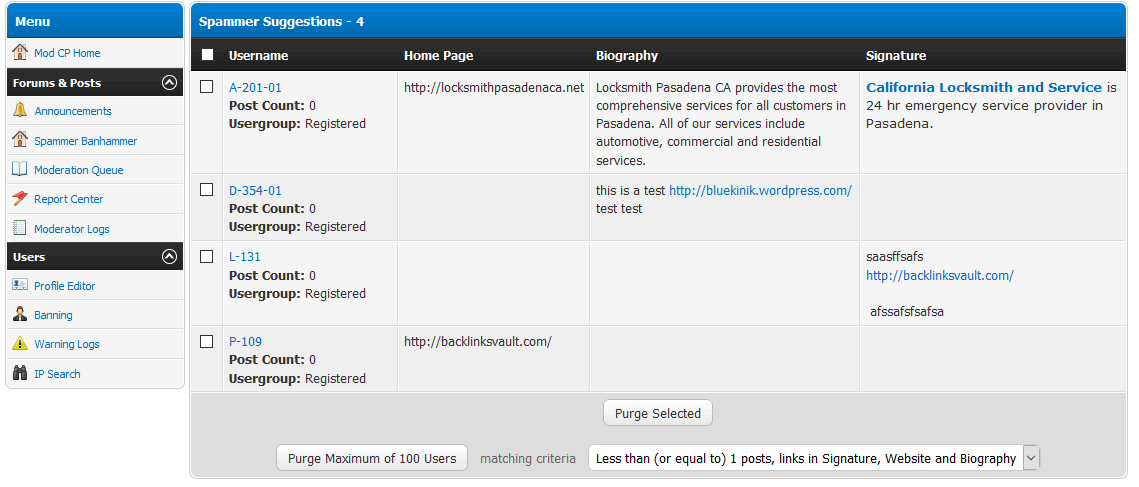 Menu
Mod CP Home
Forums & Posts
Announcements
Spammer Banhammer
Moderation Queue
Report Center
Moderator Logs
Users
Profile Editor
Banning
Warning Logs
IP Search
Spammer Suggestions - 4
Username Home Page Biography Signature
A-201-01
Post Count: 0
Usergroup: Registered
http://locksmithpasadenaca.net
Locksmith Pasadena CA provides the most
comprehensive services for all customers in
Pasadena. All of our services include
automotive, commercial and residential
services.
California Locksmith and Service is
24 hr emergency service provider in
Pasadena.
D-354-01
Post Count: 0
Usergroup: Registered
this is a test http://bluekinik.wordpress.com/
test test
L-131
Post Count: 0
Usergroup: Registered
saasffsafs
http://backlinksvault.com/
afssafsfsafsa
P-109
Post Count: 0
Usergroup: Registered
http://backlinksvault.com/
Purge Selected
Purge Maximum of 100 Users matching criteria Less than (or equal to) 1 posts, links in Signature, Website and Biography